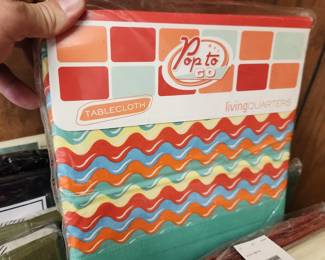 Pop to
GO
TABLECLOTH
livingQUARTERS